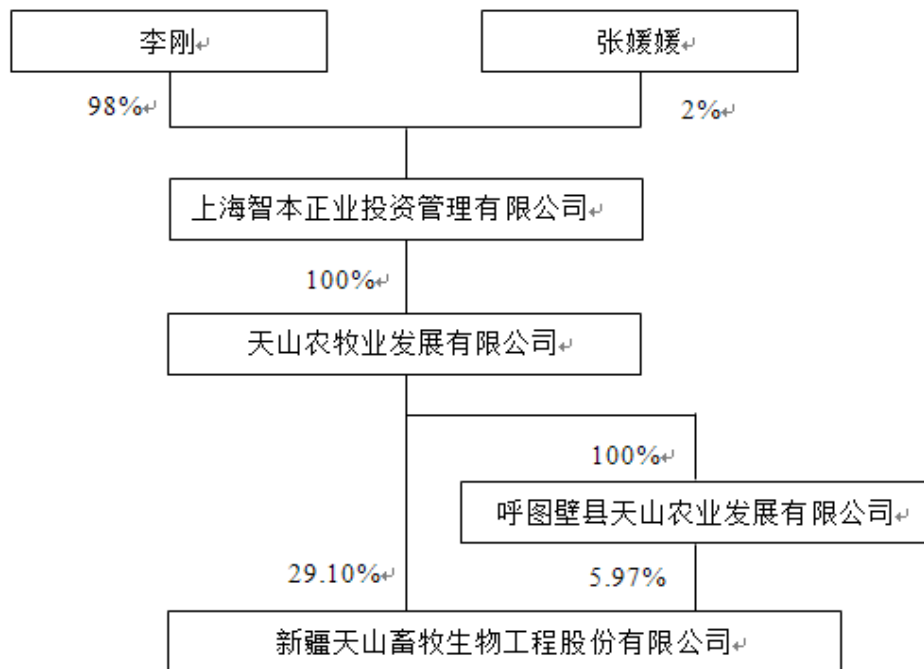 李刚
张媛媛
98%
2%
上海智本正业投资管理有限公司
100%
天山农牧业发展有限公司
100%
呼图壁县天山农业发展有限公司
29.10%
5.97%
新疆天山畜牧生物工程股份有限公司